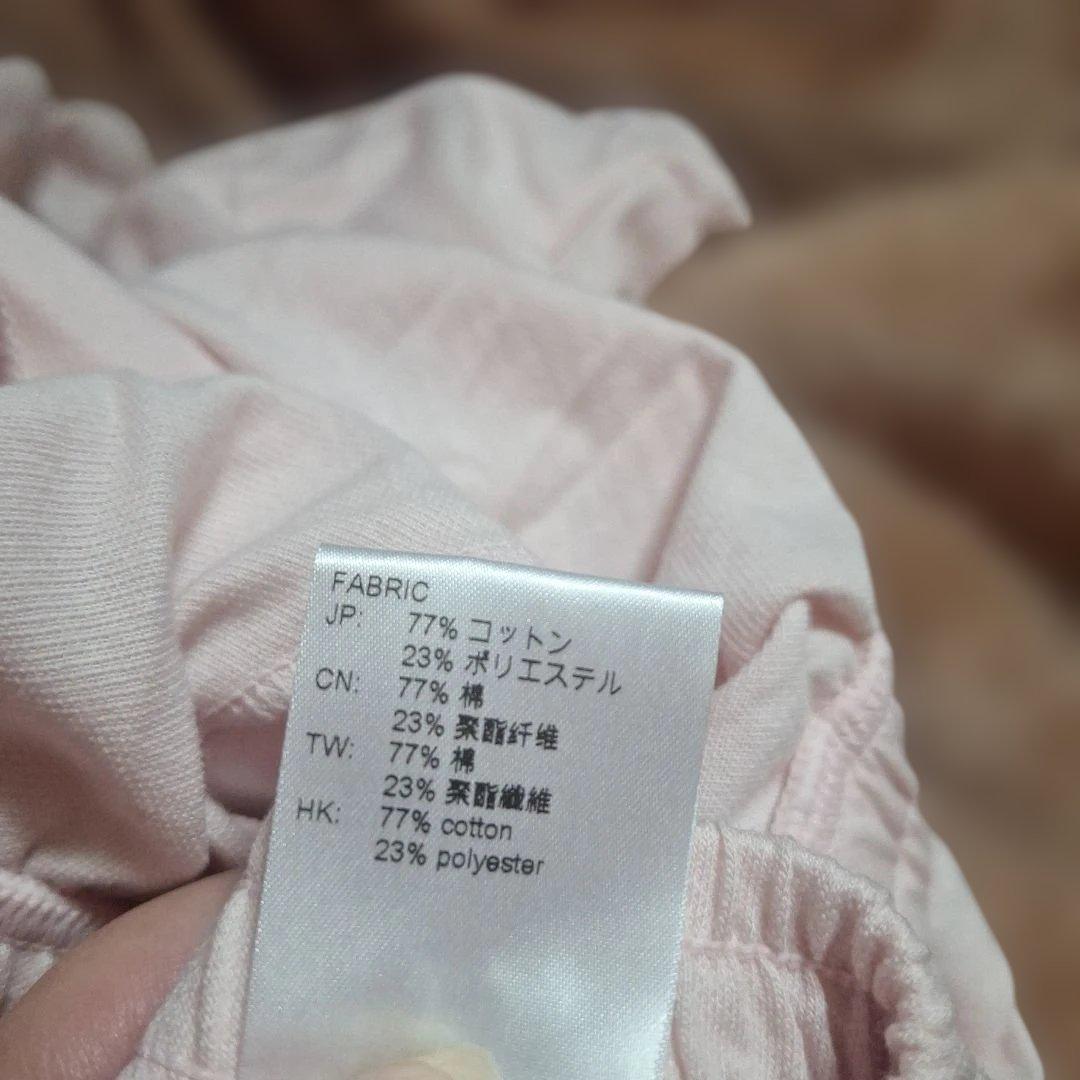 FABRIC
JP: 77% コットン
23% ポリエステル
CN: 77% 棉
23% 聚酯纤维
TW: 77% 棉
23% 聚酯纖維
HK: 77% cotton
23% polyester